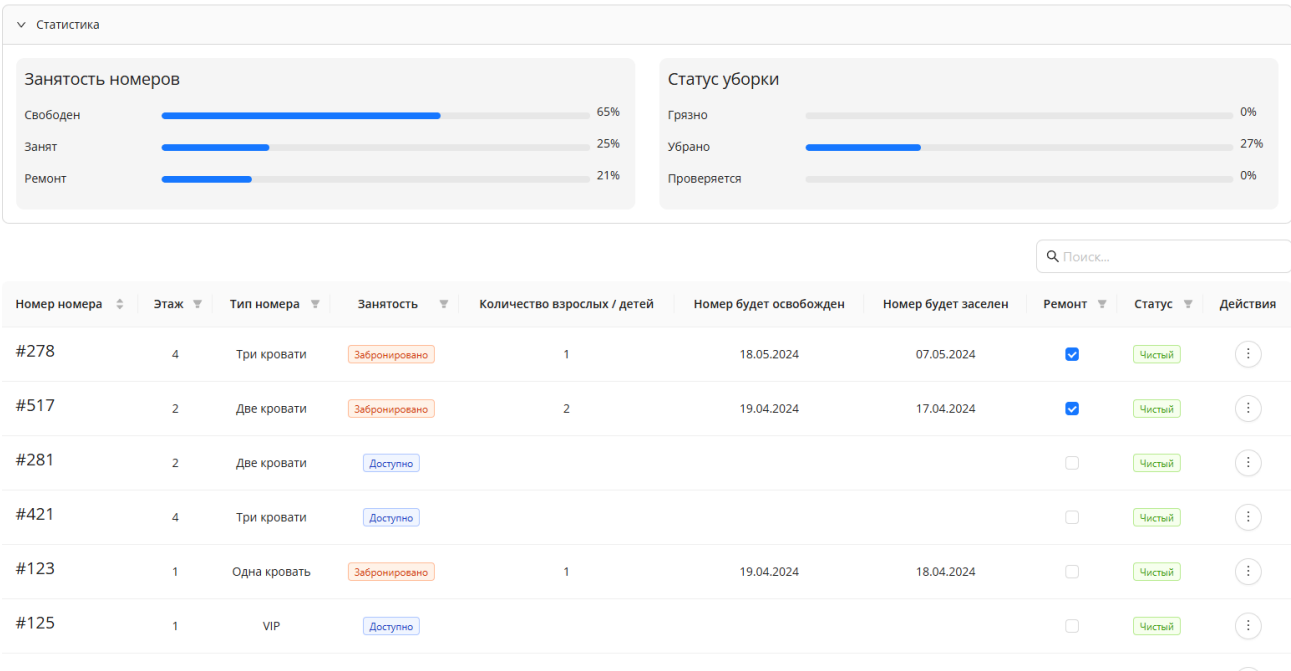 Статистика
Занятость номеров
Свободен 65%
Занят 25%
Ремонт 21%
Статус уборки
Грязно 0%
Убрано 27%
Проверяется 0%
Поиск...
Номер номера Этаж Тип номера Занятость Количество взрослых / детей Номер будет освобожден Номер будет заселен Ремонт Статус Действия
#278 4 Три кровати Забронировано 1 18.05.2024 07.05.2024 Чистый
#517 2 Две кровати Забронировано 2 19.04.2024 17.04.2024 Чистый
#281 2 Две кровати Доступно Чистый
#421 4 Три кровати Доступно Чистый
#123 1 Одна кровать Забронировано 1 19.04.2024 18.04.2024 Чистый
#125 1 VIP Доступно Чистый